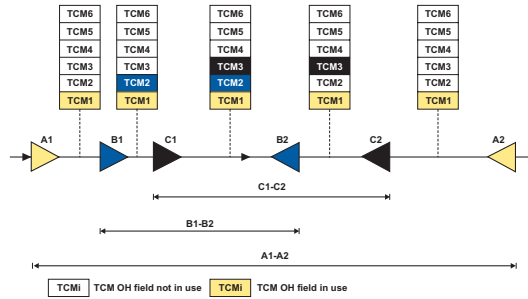 TCM6 TCM6 TCM6 TCM6 TCM6
TCM5 TCM5 TCM5 TCM5 TCM5
TCM4 TCM4 TCM4 TCM4 TCM4
TCM3 TCM3 TCM3 TCM3 TCM3
TCM2 TCM2 TCM2 TCM2 TCM2
TCM1 TCM1 TCM1 TCM1 TCM1
A1 B1 C1 B2 C2 A2
C1-C2
B1-B2
A1-A2
TCMi TCM OH field not in use TCMi TCM OH field in use